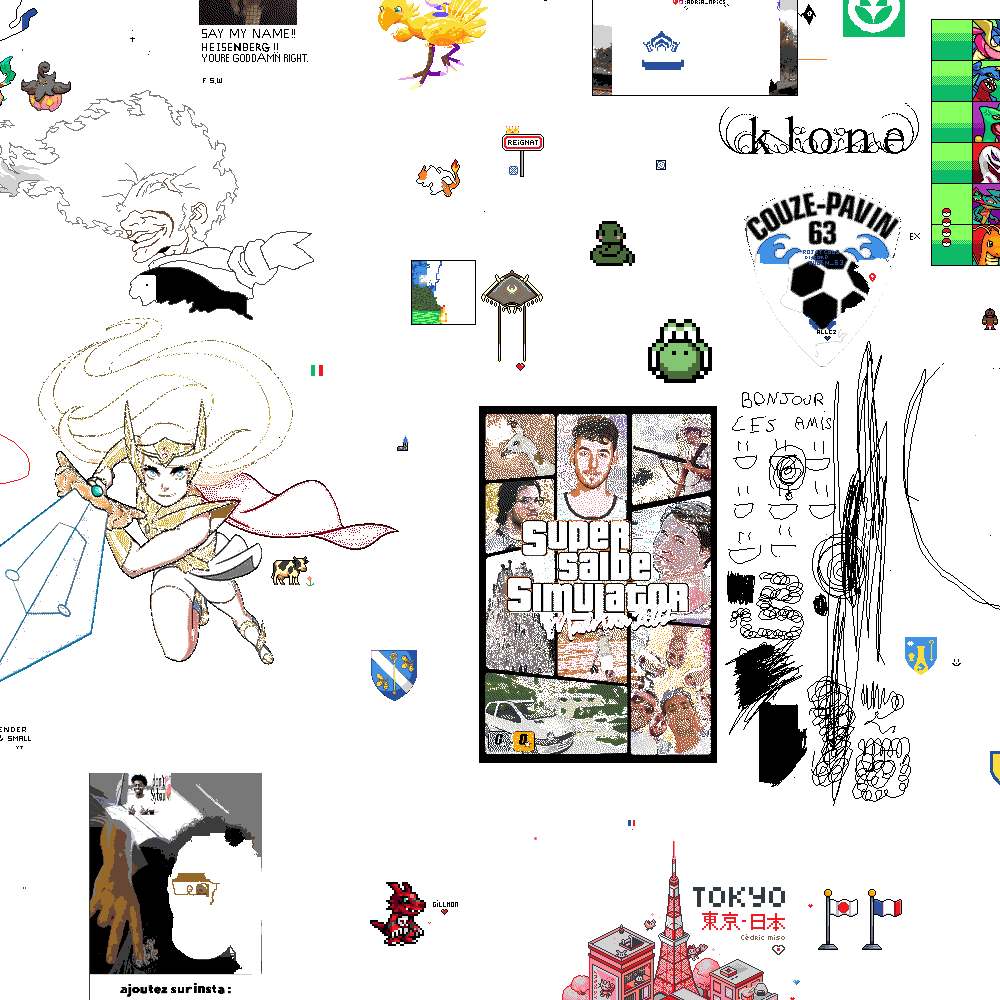 SAY MY NAME!!
HEISENBERG !!
YOURE GODDAMN RIGHT.
F S,W
REIGNAT
klone
COUZE-PAVIN
63
EX
ALLEZ
BONJOUR
LES AMIS
SUPER
SALBE
SIMULATOR
ENDER
& SMALL
YT
GiLLMON
TOKYO
東京-日本
Cédric miso
ajoutez sur insta :